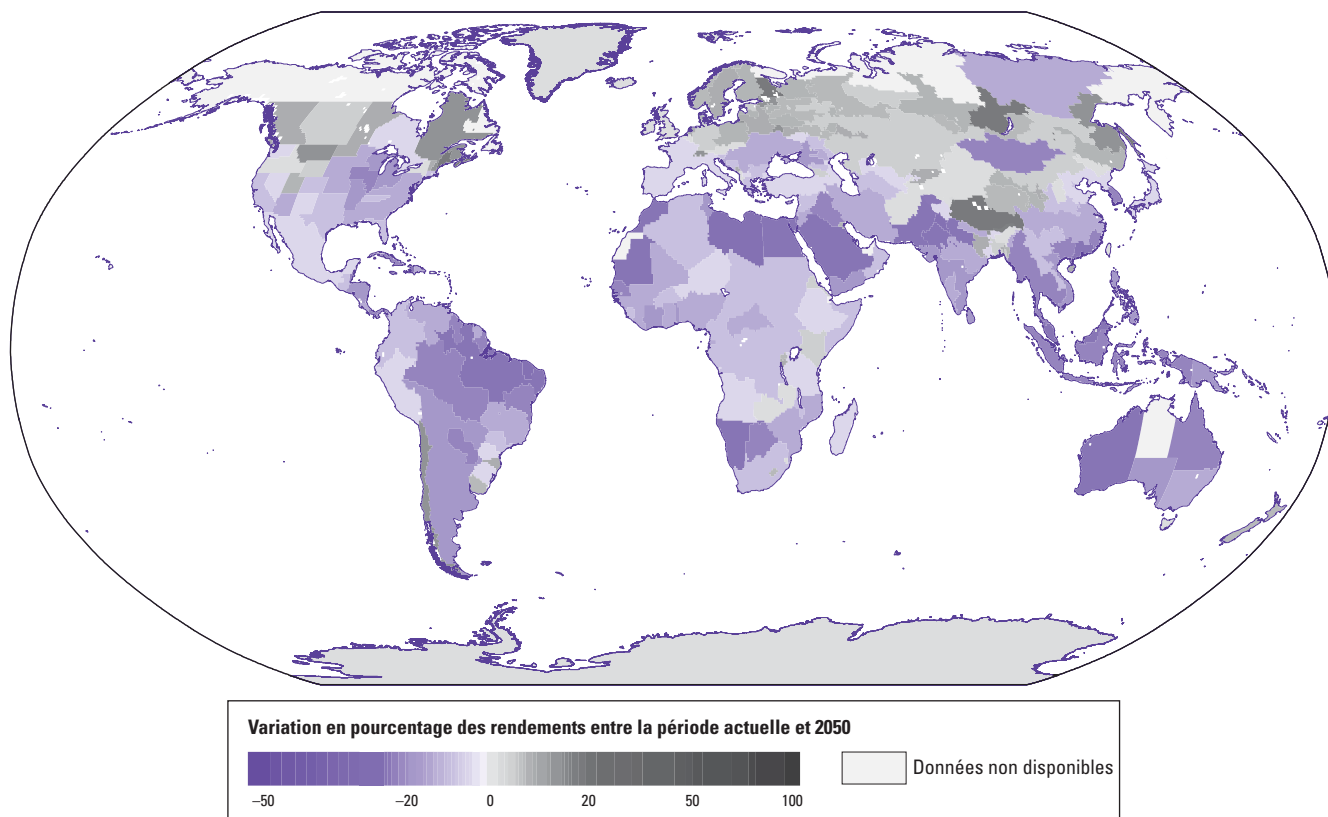 Variation en pourcentage des rendements entre la période actuelle et 2050
–50 –20 0 20 50 100
Données non disponibles